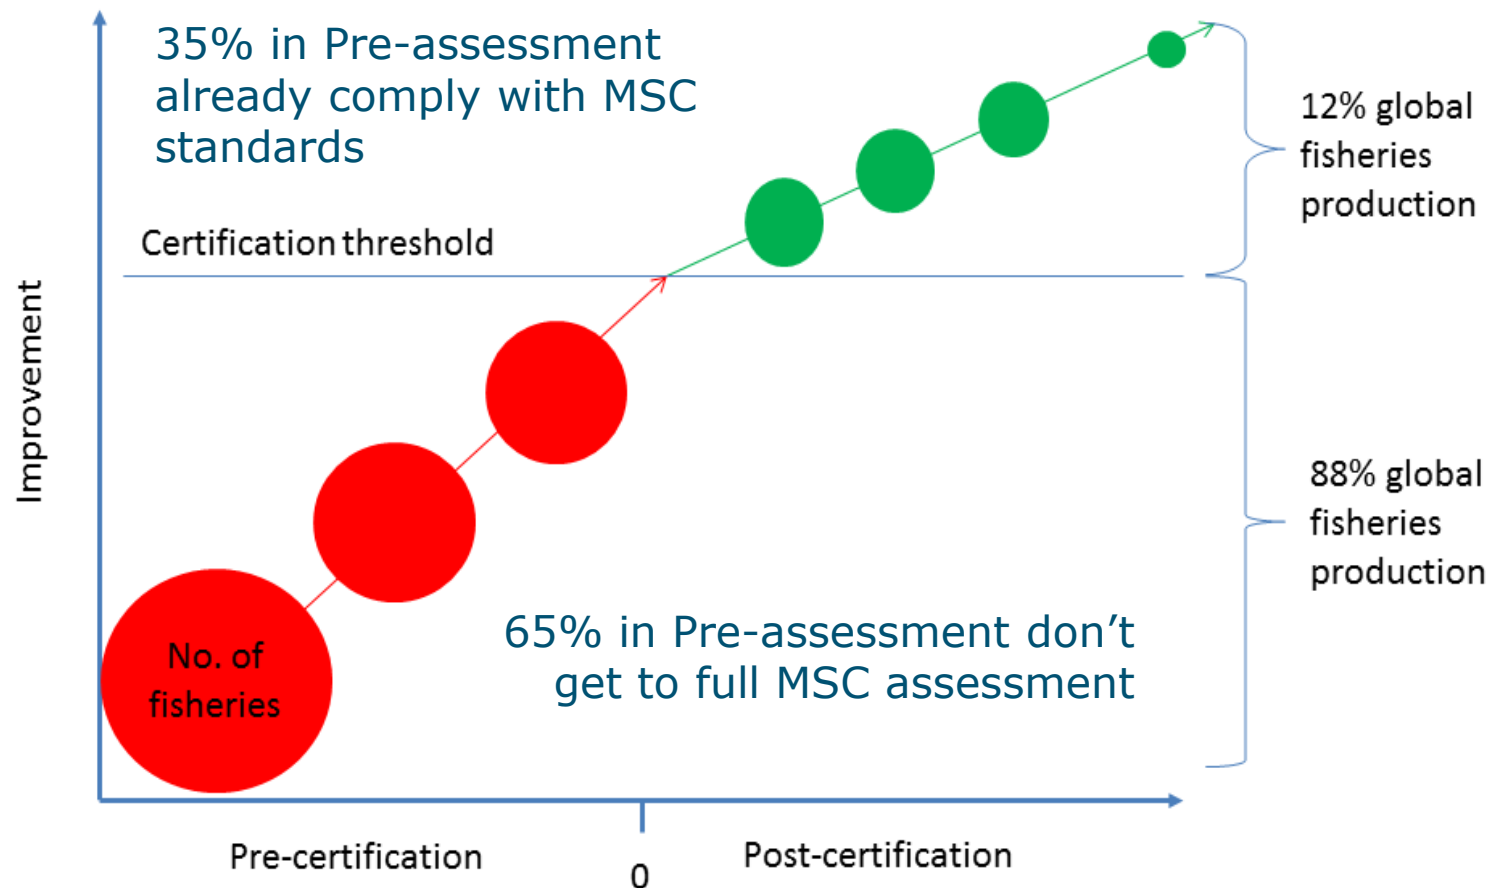 35% in Pre-assessment
already comply with MSC
standards
12% global
fisheries
production
Certification threshold
Improvement
88% global
fisheries
production
65% in Pre-assessment don’t
get to full MSC assessment
No. of
fisheries
Pre-certification
0
Post-certification